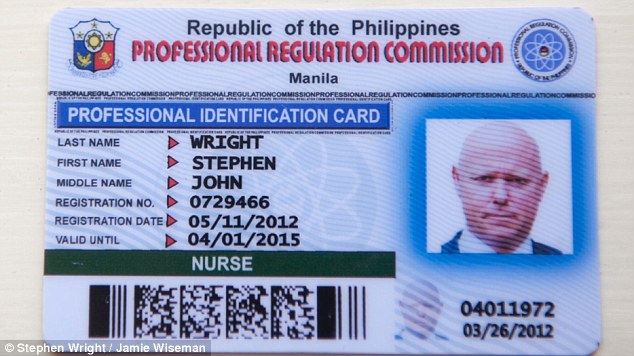 Republic of the Philippines
PROFESSIONAL REGULATION COMMISSION
Manila
PROFESSIONAL IDENTIFICATION CARD
LAST NAME WRIGHT
FIRST NAME STEPHEN
MIDDLE NAME JOHN
REGISTRATION NO. 0729466
REGISTRATION DATE 05/11/2012
VALID UNTIL 04/01/2015
NURSE
04011972
03/26/2012
© Stephen Wright / Jamie Wiseman